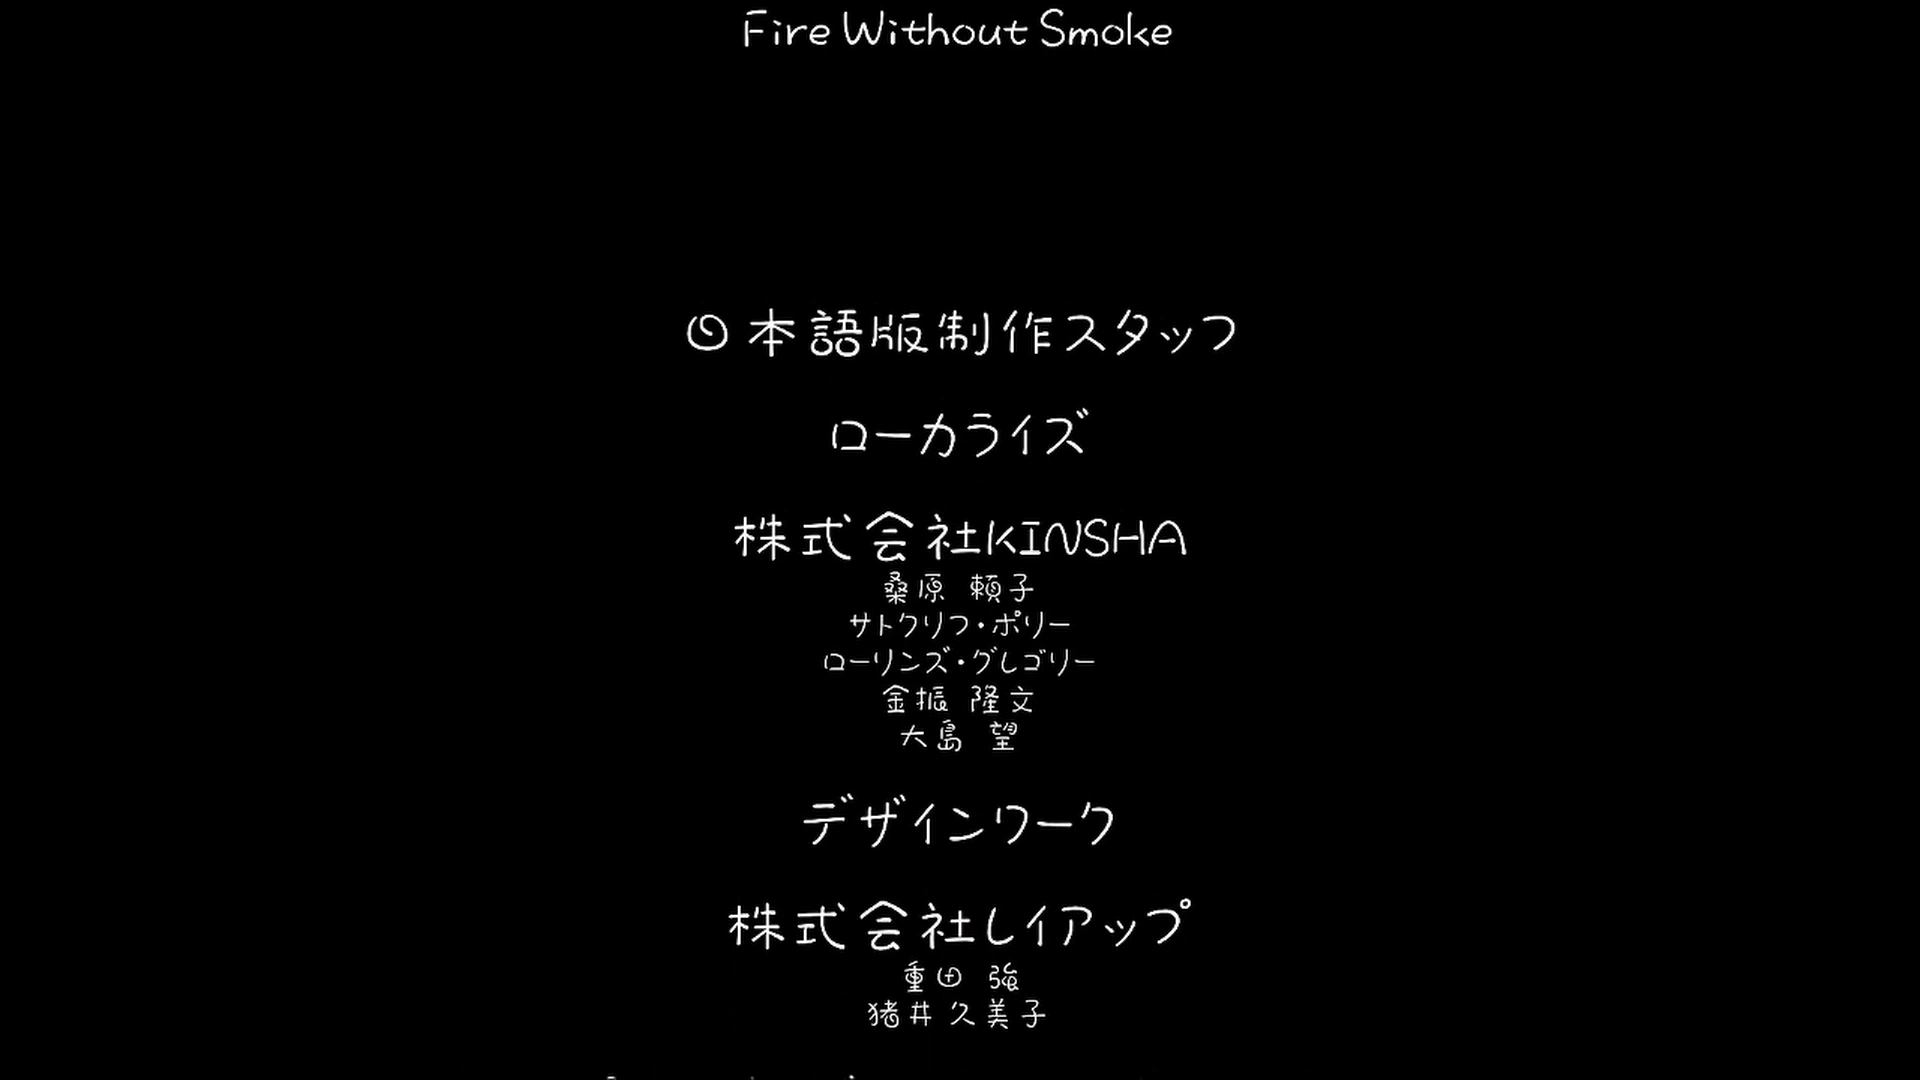 Fire Without Smoke
日本語版制作スタッフ
ローカライズ
株式会社KINSHA
桑原 頼子
サトクリフ・ポリー
ローリンズ・グレゴリー
金振 隆文
大島 望
デザインワーク
株式会社レイアップ
重田 強
猪井 久美子